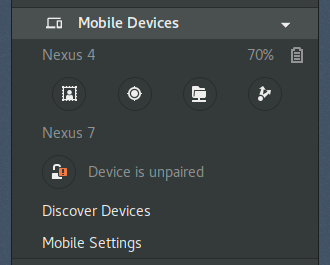 Mobile Devices
Nexus 4 70%
Nexus 7
Device is unpaired
Discover Devices
Mobile Settings